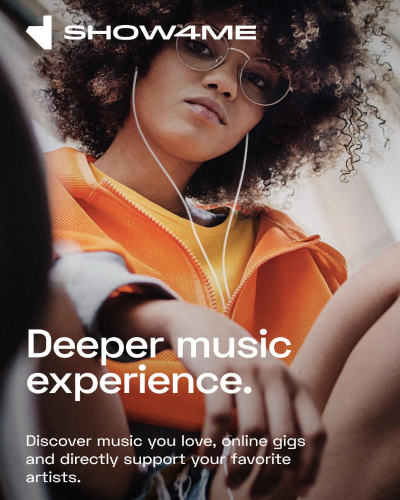 SHOW4ME
Deeper music
experience.
Discover music you love, online gigs
and directly support your favorite
artists.